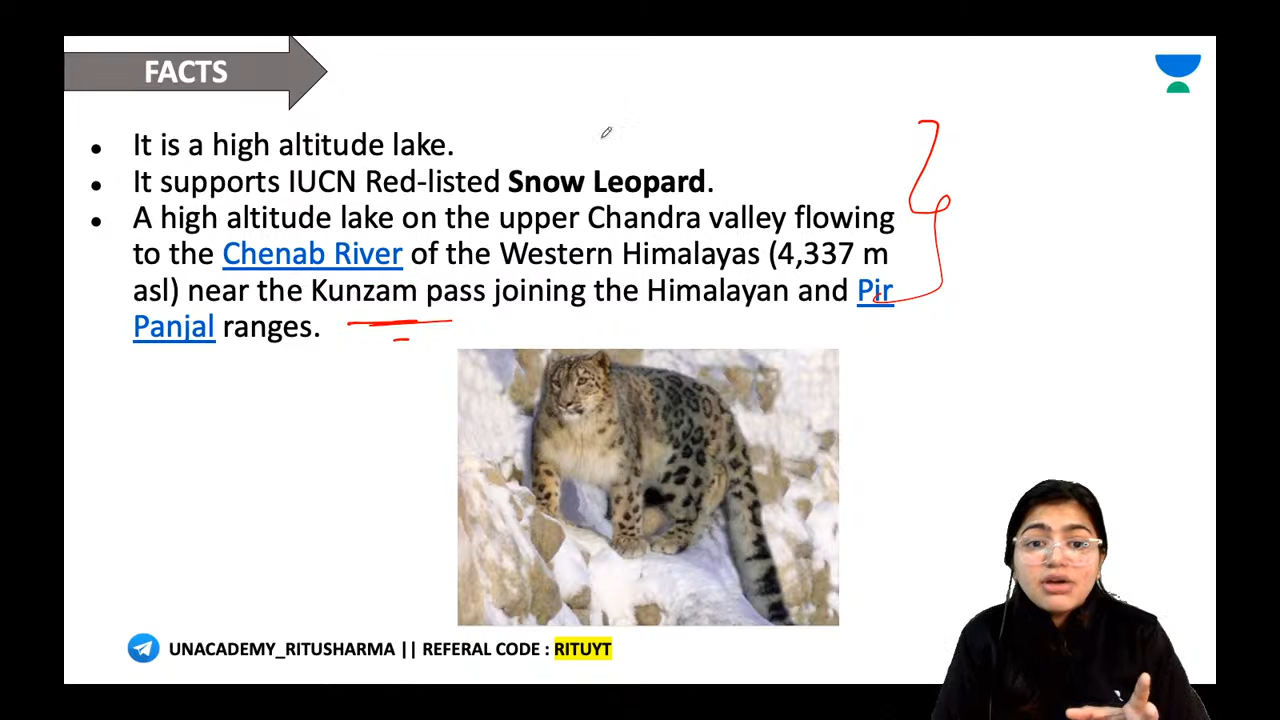 FACTS
It is a high altitude lake.
It supports IUCN Red-listed Snow Leopard.
A high altitude lake on the upper Chandra valley flowing
to the Chenab River of the Western Himalayas (4,337 m
asl) near the Kunzam pass joining the Himalayan and Pir
Panjal ranges.
UNACADEMY_RITUSHARMA || REFERAL CODE : RITUYT